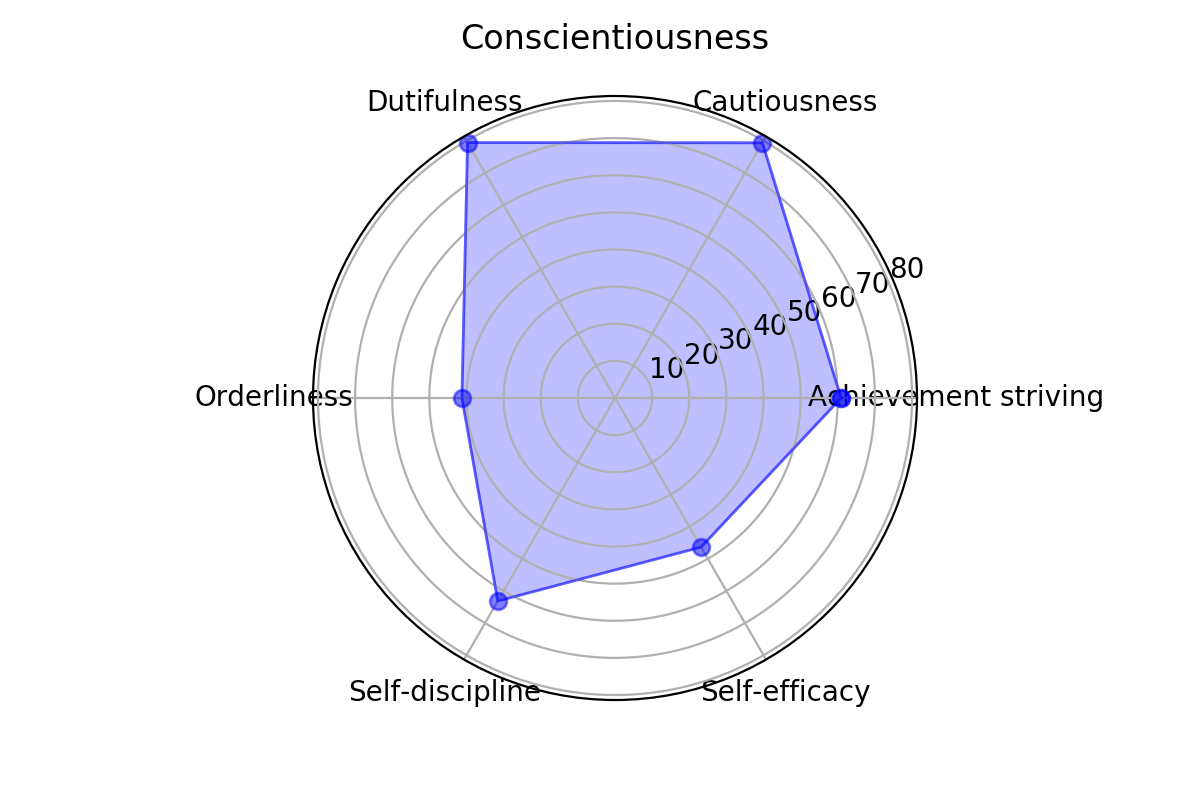 Conscientiousness
Dutifulness
Cautiousness
80
70
60
50
40
30
20
10
Orderliness
Achievement striving
Self-discipline
Self-efficacy